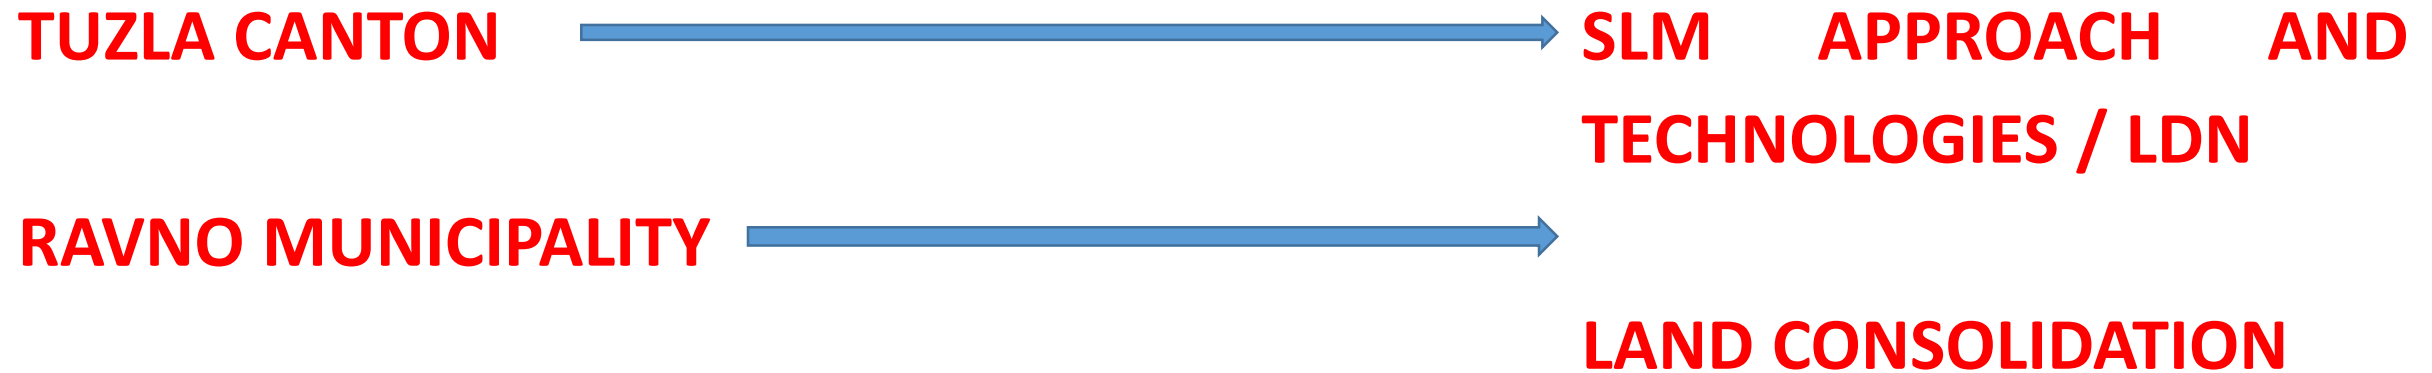 TUZLA CANTON
SLM APPROACH AND
TECHNOLOGIES / LDN
RAVNO MUNICIPALITY
LAND CONSOLIDATION